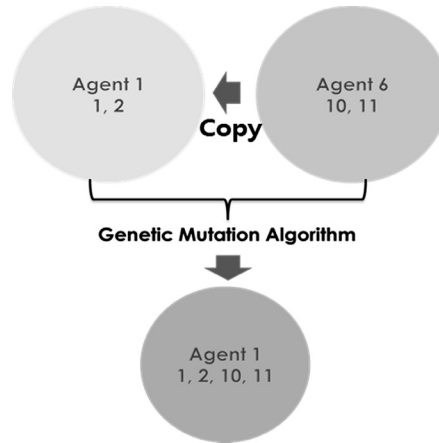 Agent 1
1, 2
Agent 6
10, 11
Copy
Genetic Mutation Algorithm
Agent 1
1, 2, 10, 11